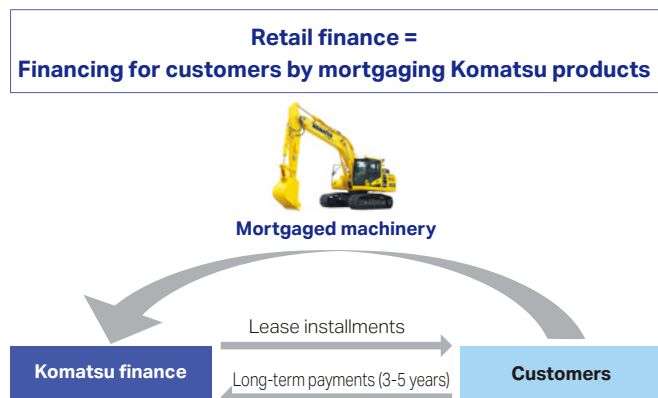 Retail finance =
Financing for customers by mortgaging Komatsu products
KOMATSU
Mortgaged machinery
Lease installments
Komatsu finance
Customers
Long-term payments (3-5 years)